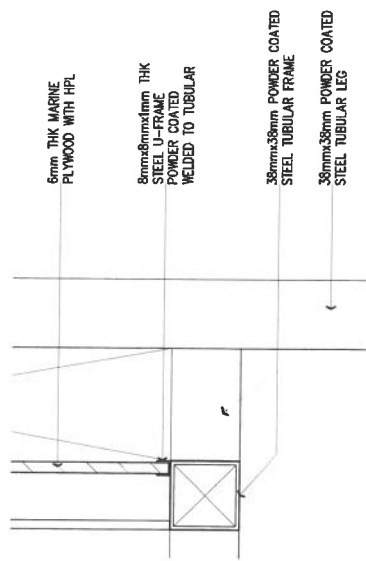 6mm THK MARINE
PLYWOOD WITH HPL
8mmx8mmx1mm THK
STEEL U-FRAME
POWDER COATED
WELDED TO TUBULAR
38mmx38mm POWDER COATED
STEEL TUBULAR FRAME
38mmx38mm POWDER COATED
STEEL TUBULAR LEG